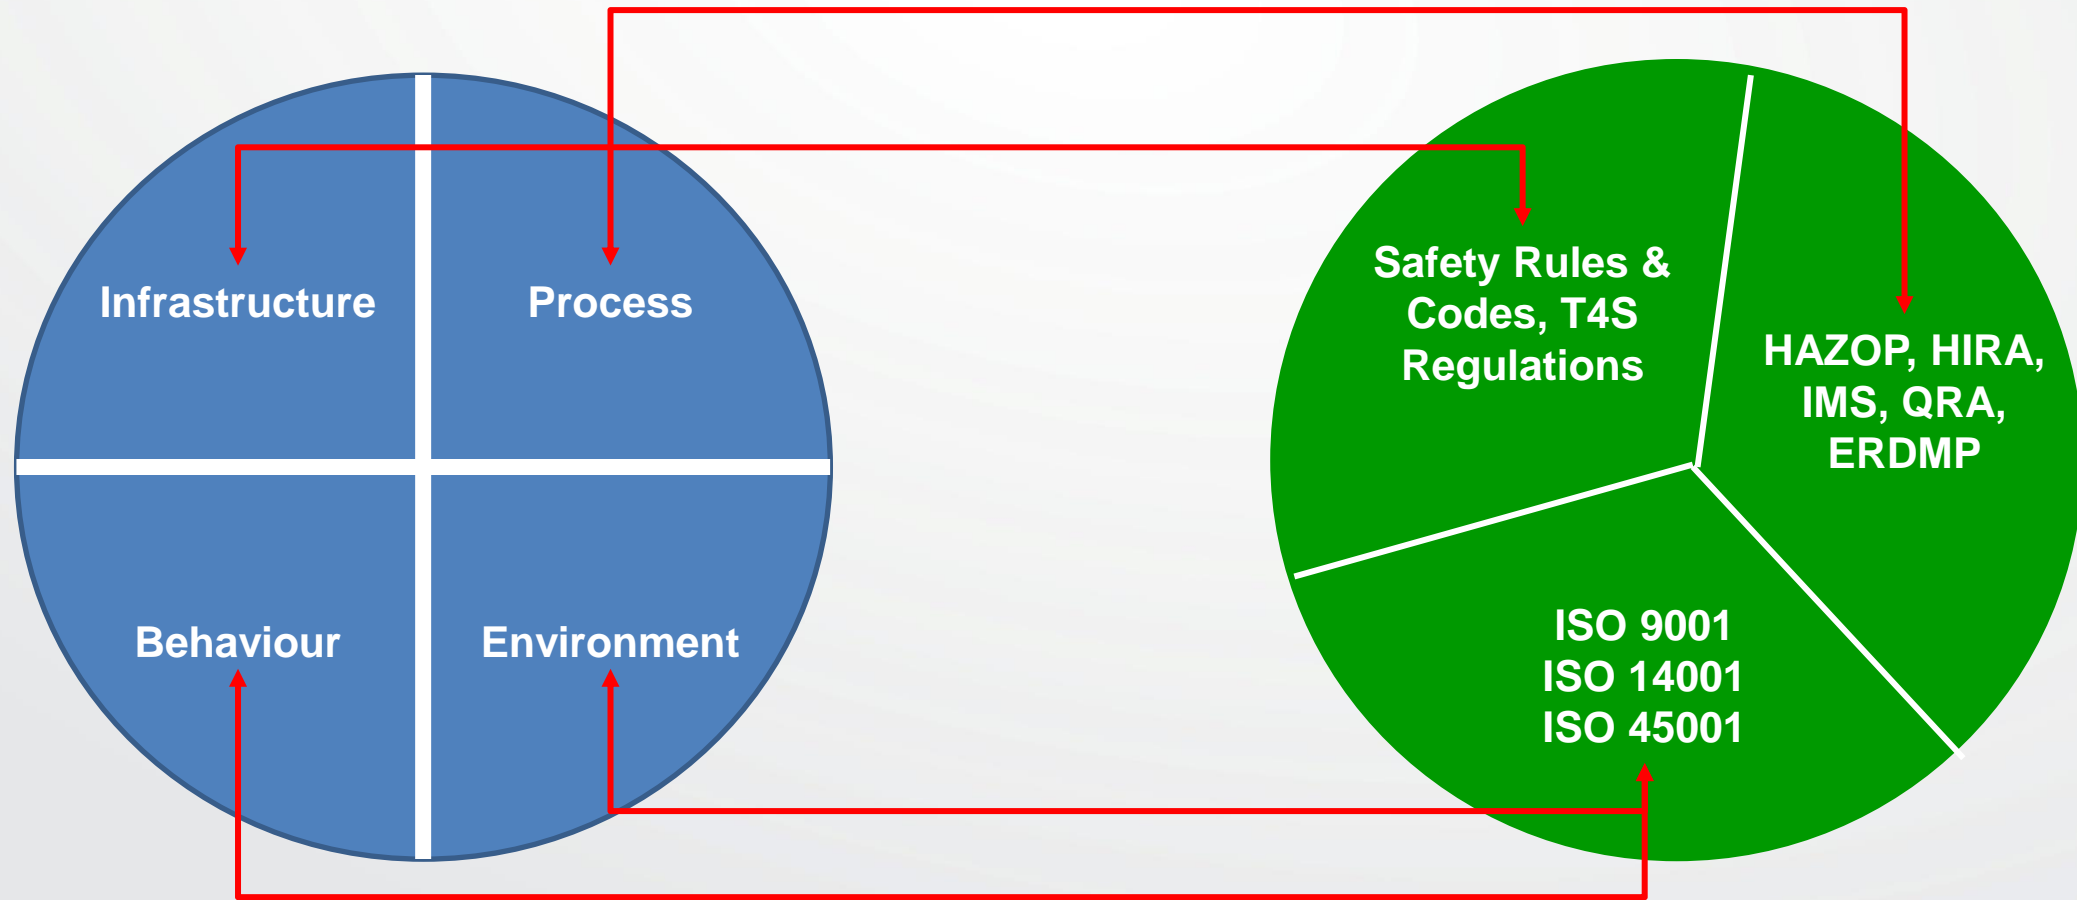 Infrastructure
Process
Behaviour
Environment
Safety Rules &
Codes, T4S
Regulations
HAZOP, HIRA,
IMS, QRA,
ERDMP
ISO 9001
ISO 14001
ISO 45001